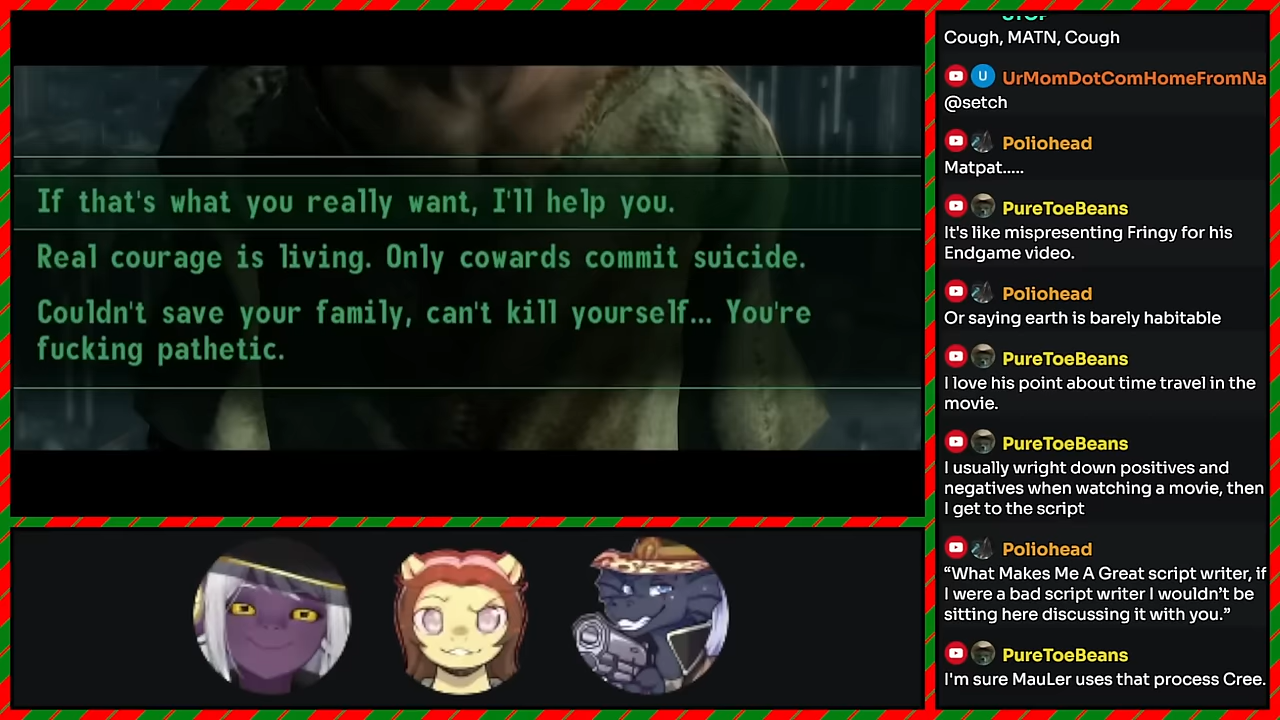 If that's what you really want, I'll help you.
Real courage is living. Only cowards commit suicide.
Couldn't save your family, can't kill yourself... You're
fucking pathetic.
STOP
Cough, MATN, Cough
U UrMomDotComHomeFromNa
@setch
Poliohead
Matpat.....
PureToeBeans
It's like mispresenting Fringy for his
Endgame video.
Poliohead
Or saying earth is barely habitable
PureToeBeans
I love his point about time travel in the
movie.
PureToeBeans
I usually wright down positives and
negatives when watching a movie, then
I get to the script
Poliohead
“What Makes Me A Great script writer, if
I were a bad script writer I wouldn’t be
sitting here discussing it with you.”
PureToeBeans
I'm sure MauLer uses that process Cree.